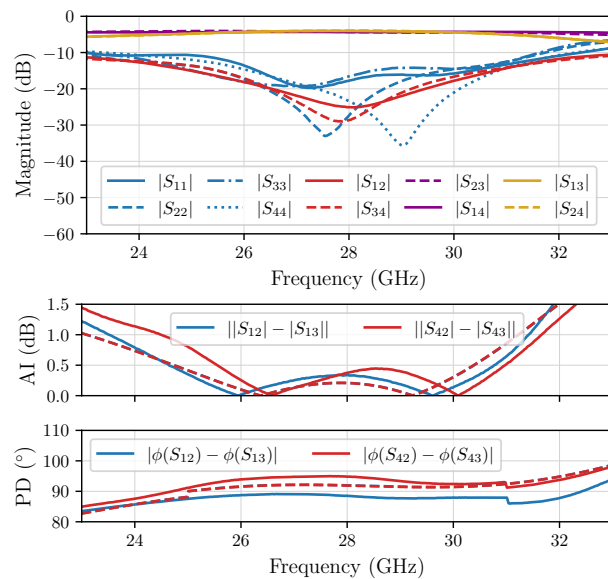 −10
−20
−30
−40
−50
−60
Magnitude (dB)
|S11| |S33| |S12| |S23| |S13|
|S22| |S44| |S34| |S14| |S24|
24 26 28 30 32
Frequency (GHz)
1.5
1.0
0.5
0.0
AI (dB)
||S12| − |S13|| ||S42| − |S43||
110
100
90
80
PD (°)
|ϕ(S12) − ϕ(S13)| |ϕ(S42) − ϕ(S43)|
24 26 28 30 32
Frequency (GHz)